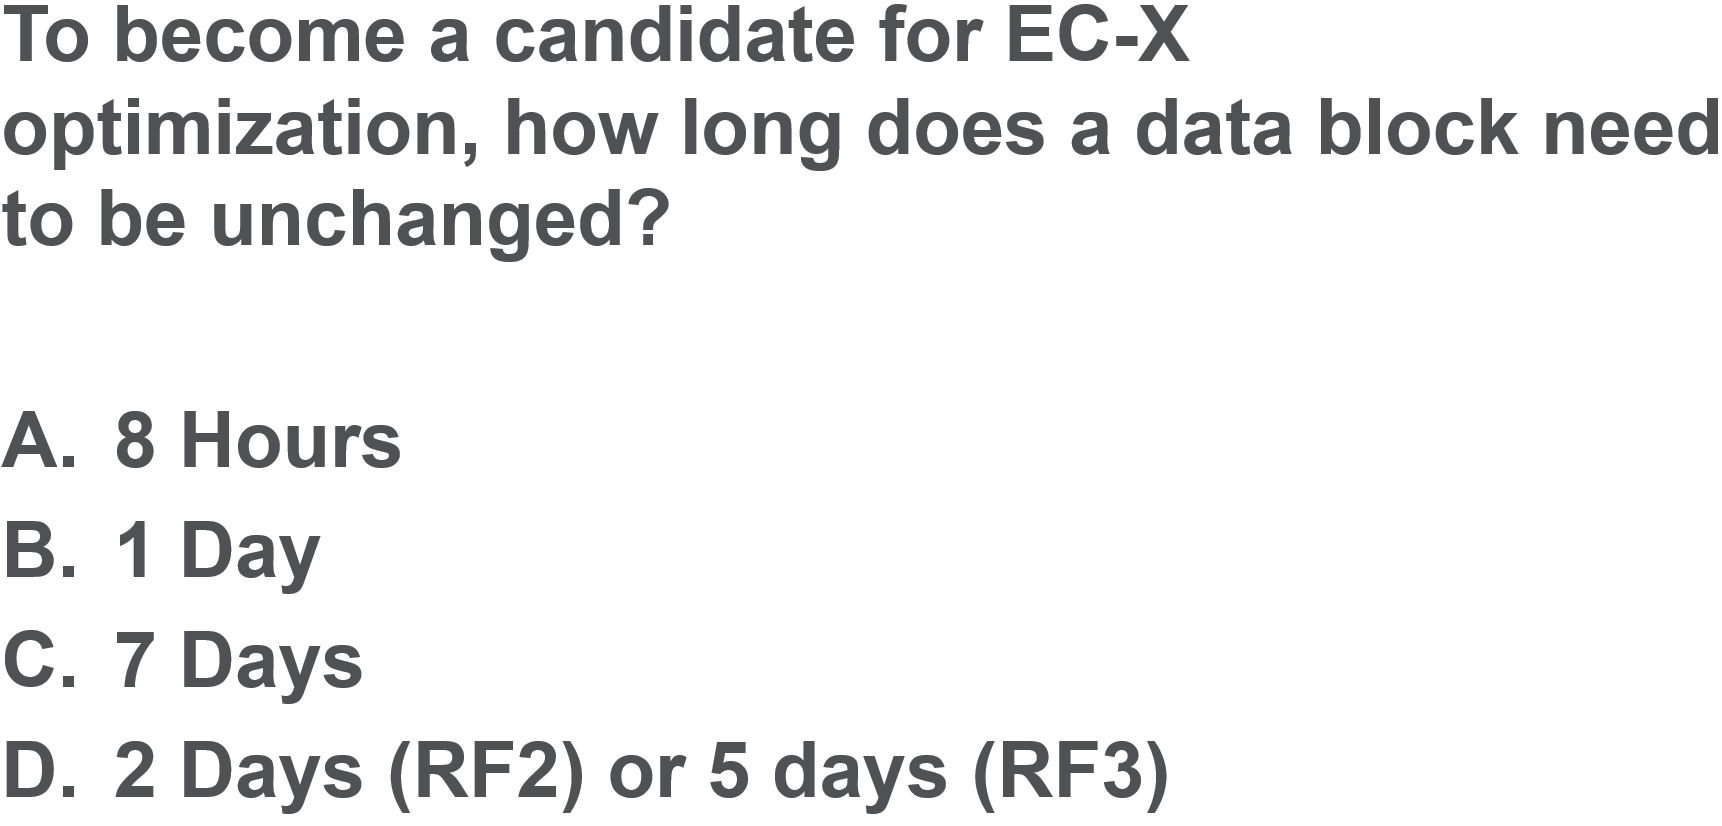 To become a candidate for EC-X
optimization, how long does a data block need
to be unchanged?
A. 8 Hours
B. 1 Day
C. 7 Days
D. 2 Days (RF2) or 5 days (RF3)